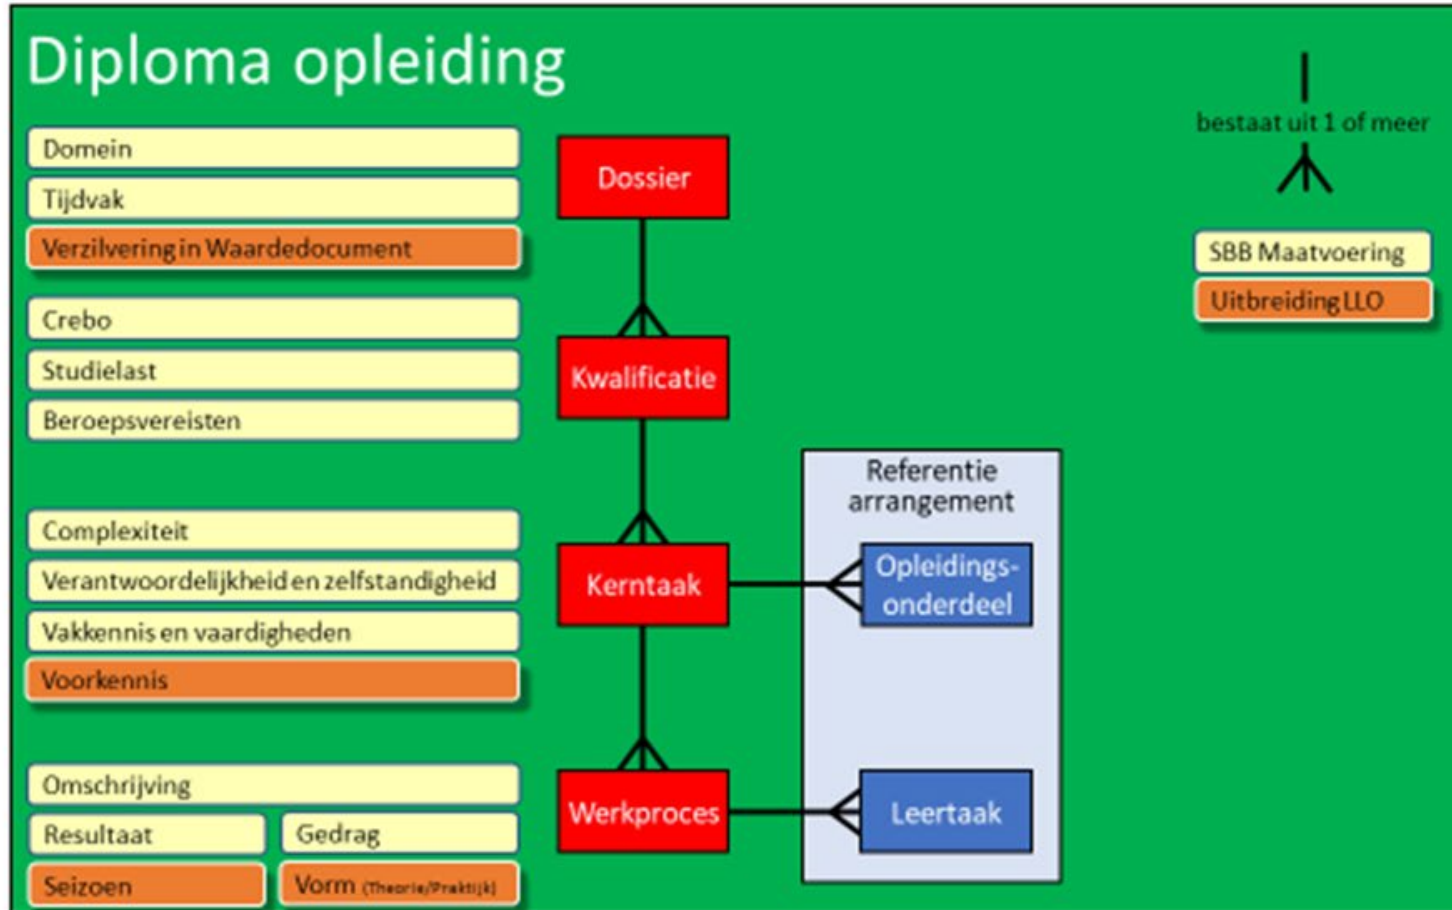 Diploma opleiding
bestaat uit 1 of meer
SBB Maatvoering
Uitbreiding LLO
Domein
Tijdvak
Verzilvering in Waardedocument
Dossier
Crebo
Studielast
Beroepsvereisten
Kwalificatie
Referentie
arrangement
Complexiteit
Verantwoordelijkheid en zelfstandigheid
Vakkennis en vaardigheden
Voorkennis
Kerntaak
Opleidings-
onderdeel
Omschrijving
Resultaat
Gedrag
Seizoen
Vorm (Theorie/Praktijk)
Werkproces
Leertaak